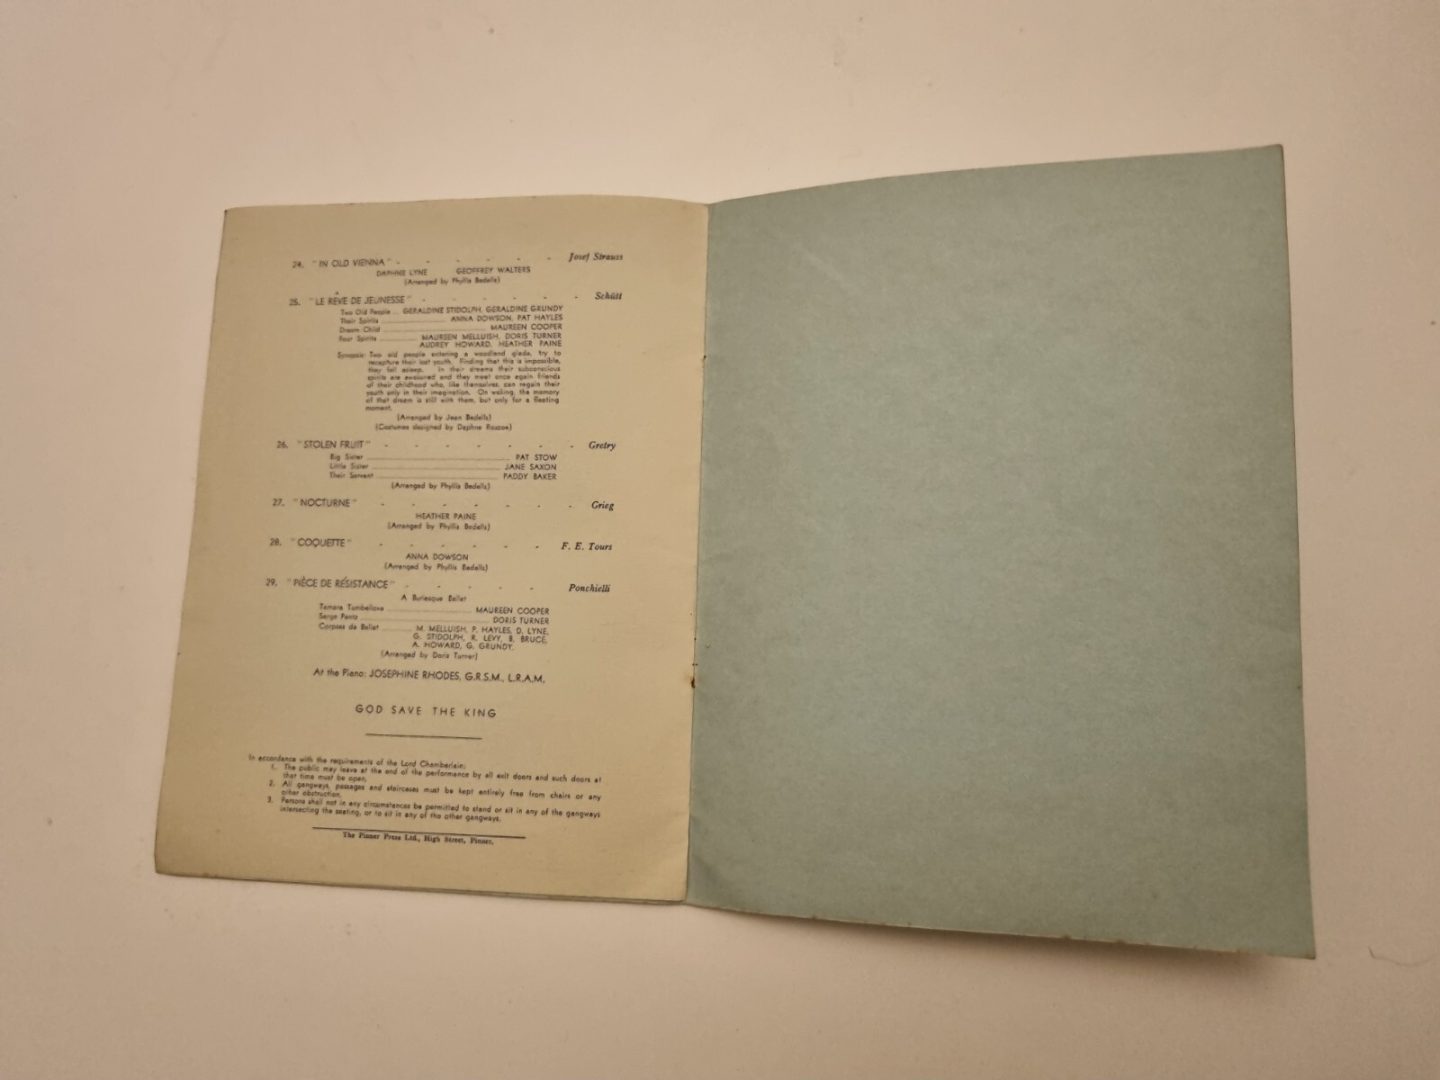 24. "IN OLD VIENNA" - - - - - - Josef Strauss
DAPHNE LYNE GEOFFREY WALTERS
(Arranged by Phyllis Bedells)
25. "LE RÊVE DE JEUNESSE" - - - - - - Schütt
Two Old People ... GERALDINE STIDOLPH, GERALDINE GRUNDY
Their Spirits ... ANNA DOWSON, PAT HAYLES
Dream Child ... MAUREEN COOPER
Four Spirits ... MAUREEN MELLUISH, DORIS TURNER
AUDREY HOWARD, HEATHER PAINE
Synopsis: Two old people entering a woodland glade, try to
recapture their lost youth. Finding that this is impossible,
they fall asleep. In their dreams their subconscious
spirits are awakened and they meet once again friends
of their childhood who, like themselves, can regain their
youth only in their imagination. On waking, the memory
of that dream is still with them, but only for a fleeting
moment.
(Arranged by Jean Bedells)
(Costumes designed by Daphne Roscoe)
26. "STOLEN FRUIT" - - - - - - Gretry
Big Sister ... PAT STOW
Little Sister ... JANE SAXON
Their Servant ... PADDY BAKER
(Arranged by Phyllis Bedells)
27. "NOCTURNE" - - - - - - - Grieg
HEATHER PAINE
(Arranged by Phyllis Bedells)
28. "COQUETTE" - - - - - - F. E. Tours
ANNA DOWSON
(Arranged by Phyllis Bedells)
29. "PIÈCE DE RÉSISTANCE" - - - - - Ponchielli
A Burlesque Ballet
Tamara Tumbellova ... MAUREEN COOPER
Serge Pantz ... DORIS TURNER
Corpses de Ballet ... M. MELLUISH, P. HAYLES, D. LYNE,
G. STIDOLPH, R. LEVY, B. BRUCE,
A. HOWARD, G. GRUNDY.
(Arranged by Doris Turner)
At the Piano: JOSEPHINE RHODES, G.R.S.M., L.R.A.M.
GOD SAVE THE KING
In accordance with the requirements of the Lord Chamberlain:
1. The public may leave at the end of the performance by all exit doors and such doors at
that time must be open.
2. All gangways, passages and staircases must be kept entirely free from chairs or any
other obstruction.
3. Persons shall not in any circumstances be permitted to stand or sit in any of the gangways
intersecting the seating, or to sit in any of the other gangways.
The Pinner Press Ltd., High Street, Pinner.